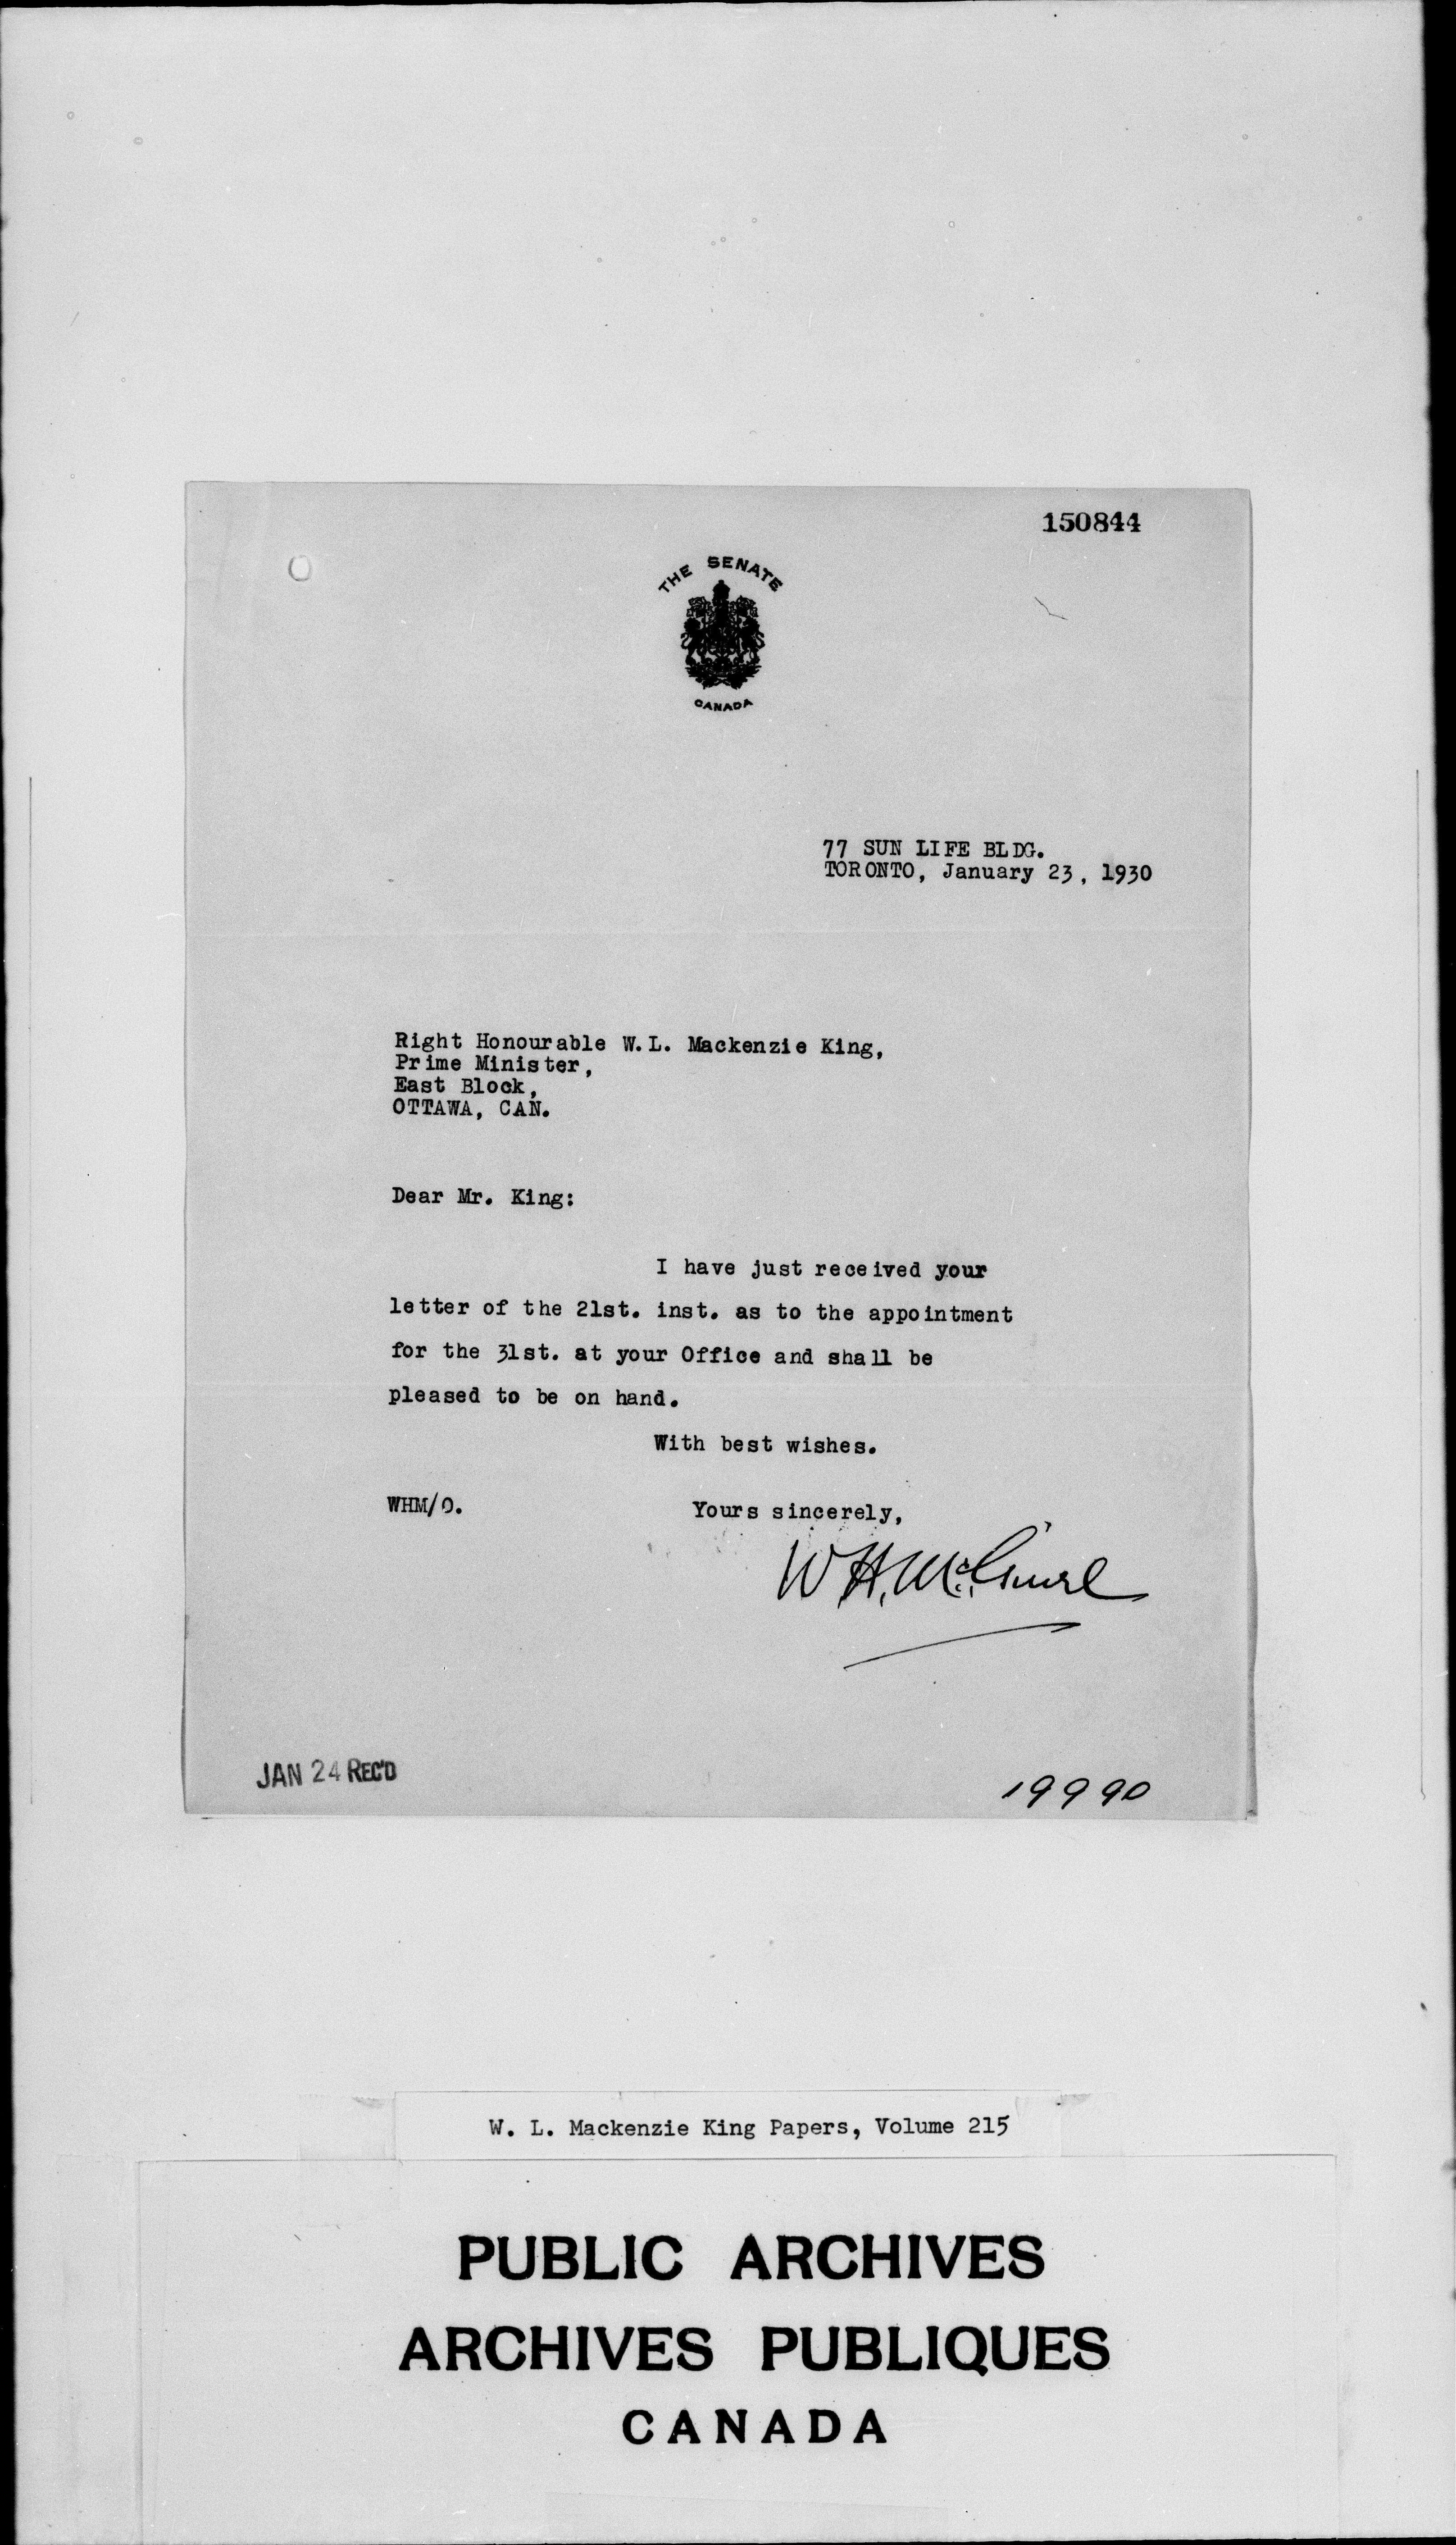 150844
THE SENATE
CANADA
77 SUN LIFE BLDG.
TORONTO, January 23, 1930
Right Honourable W.L. Mackenzie King,
Prime Minister,
East Block,
OTTAWA, CAN.
Dear Mr. King:
I have just received your
letter of the 21st. inst. as to the appointment
for the 31st. at your Office and shall be
pleased to be on hand.
With best wishes.
WHM/O. Yours sincerely,
W.H. McGuire
JAN 24 REC'D
19990
W. L. Mackenzie King Papers, Volume 215
PUBLIC ARCHIVES
ARCHIVES PUBLIQUES
CANADA